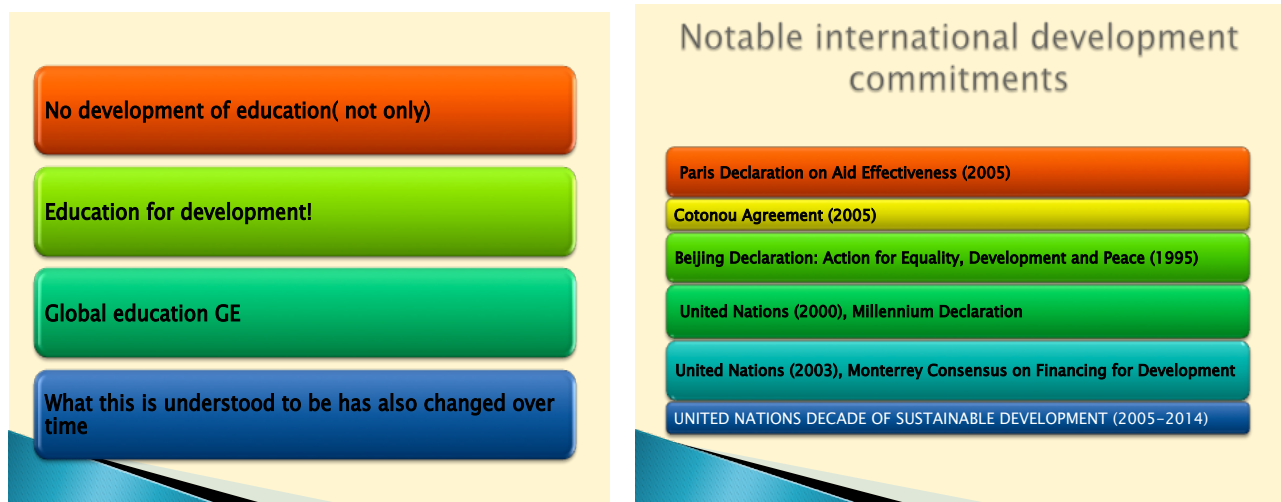 No development of education( not only)
Education for development!
Global education GE
What this is understood to be has also changed over
time
Notable international development
commitments
Paris Declaration on Aid Effectiveness (2005)
Cotonou Agreement (2005)
Beijing Declaration: Action for Equality, Development and Peace (1995)
United Nations (2000), Millennium Declaration
United Nations (2003), Monterrey Consensus on Financing for Development
UNITED NATIONS DECADE OF SUSTAINABLE DEVELOPMENT (2005-2014)